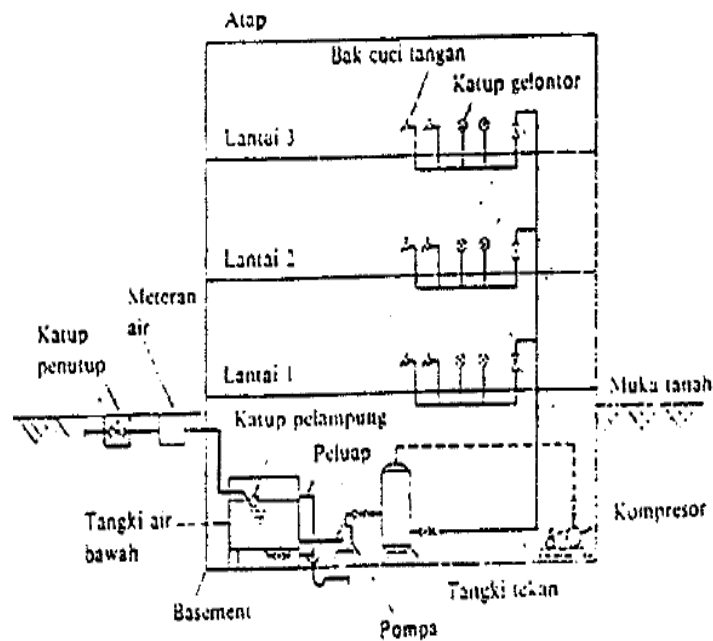 Atap
Bak cuci tangan
Katup gelontor
Lantai 3
Lantai 2
Meteran
air
Katup
penutup
Lantai 1
Muka tanah
Katup pelampung
Peluap
Tangki air
bawah
Kompresor
Tangki tekan
Basement
Pompa